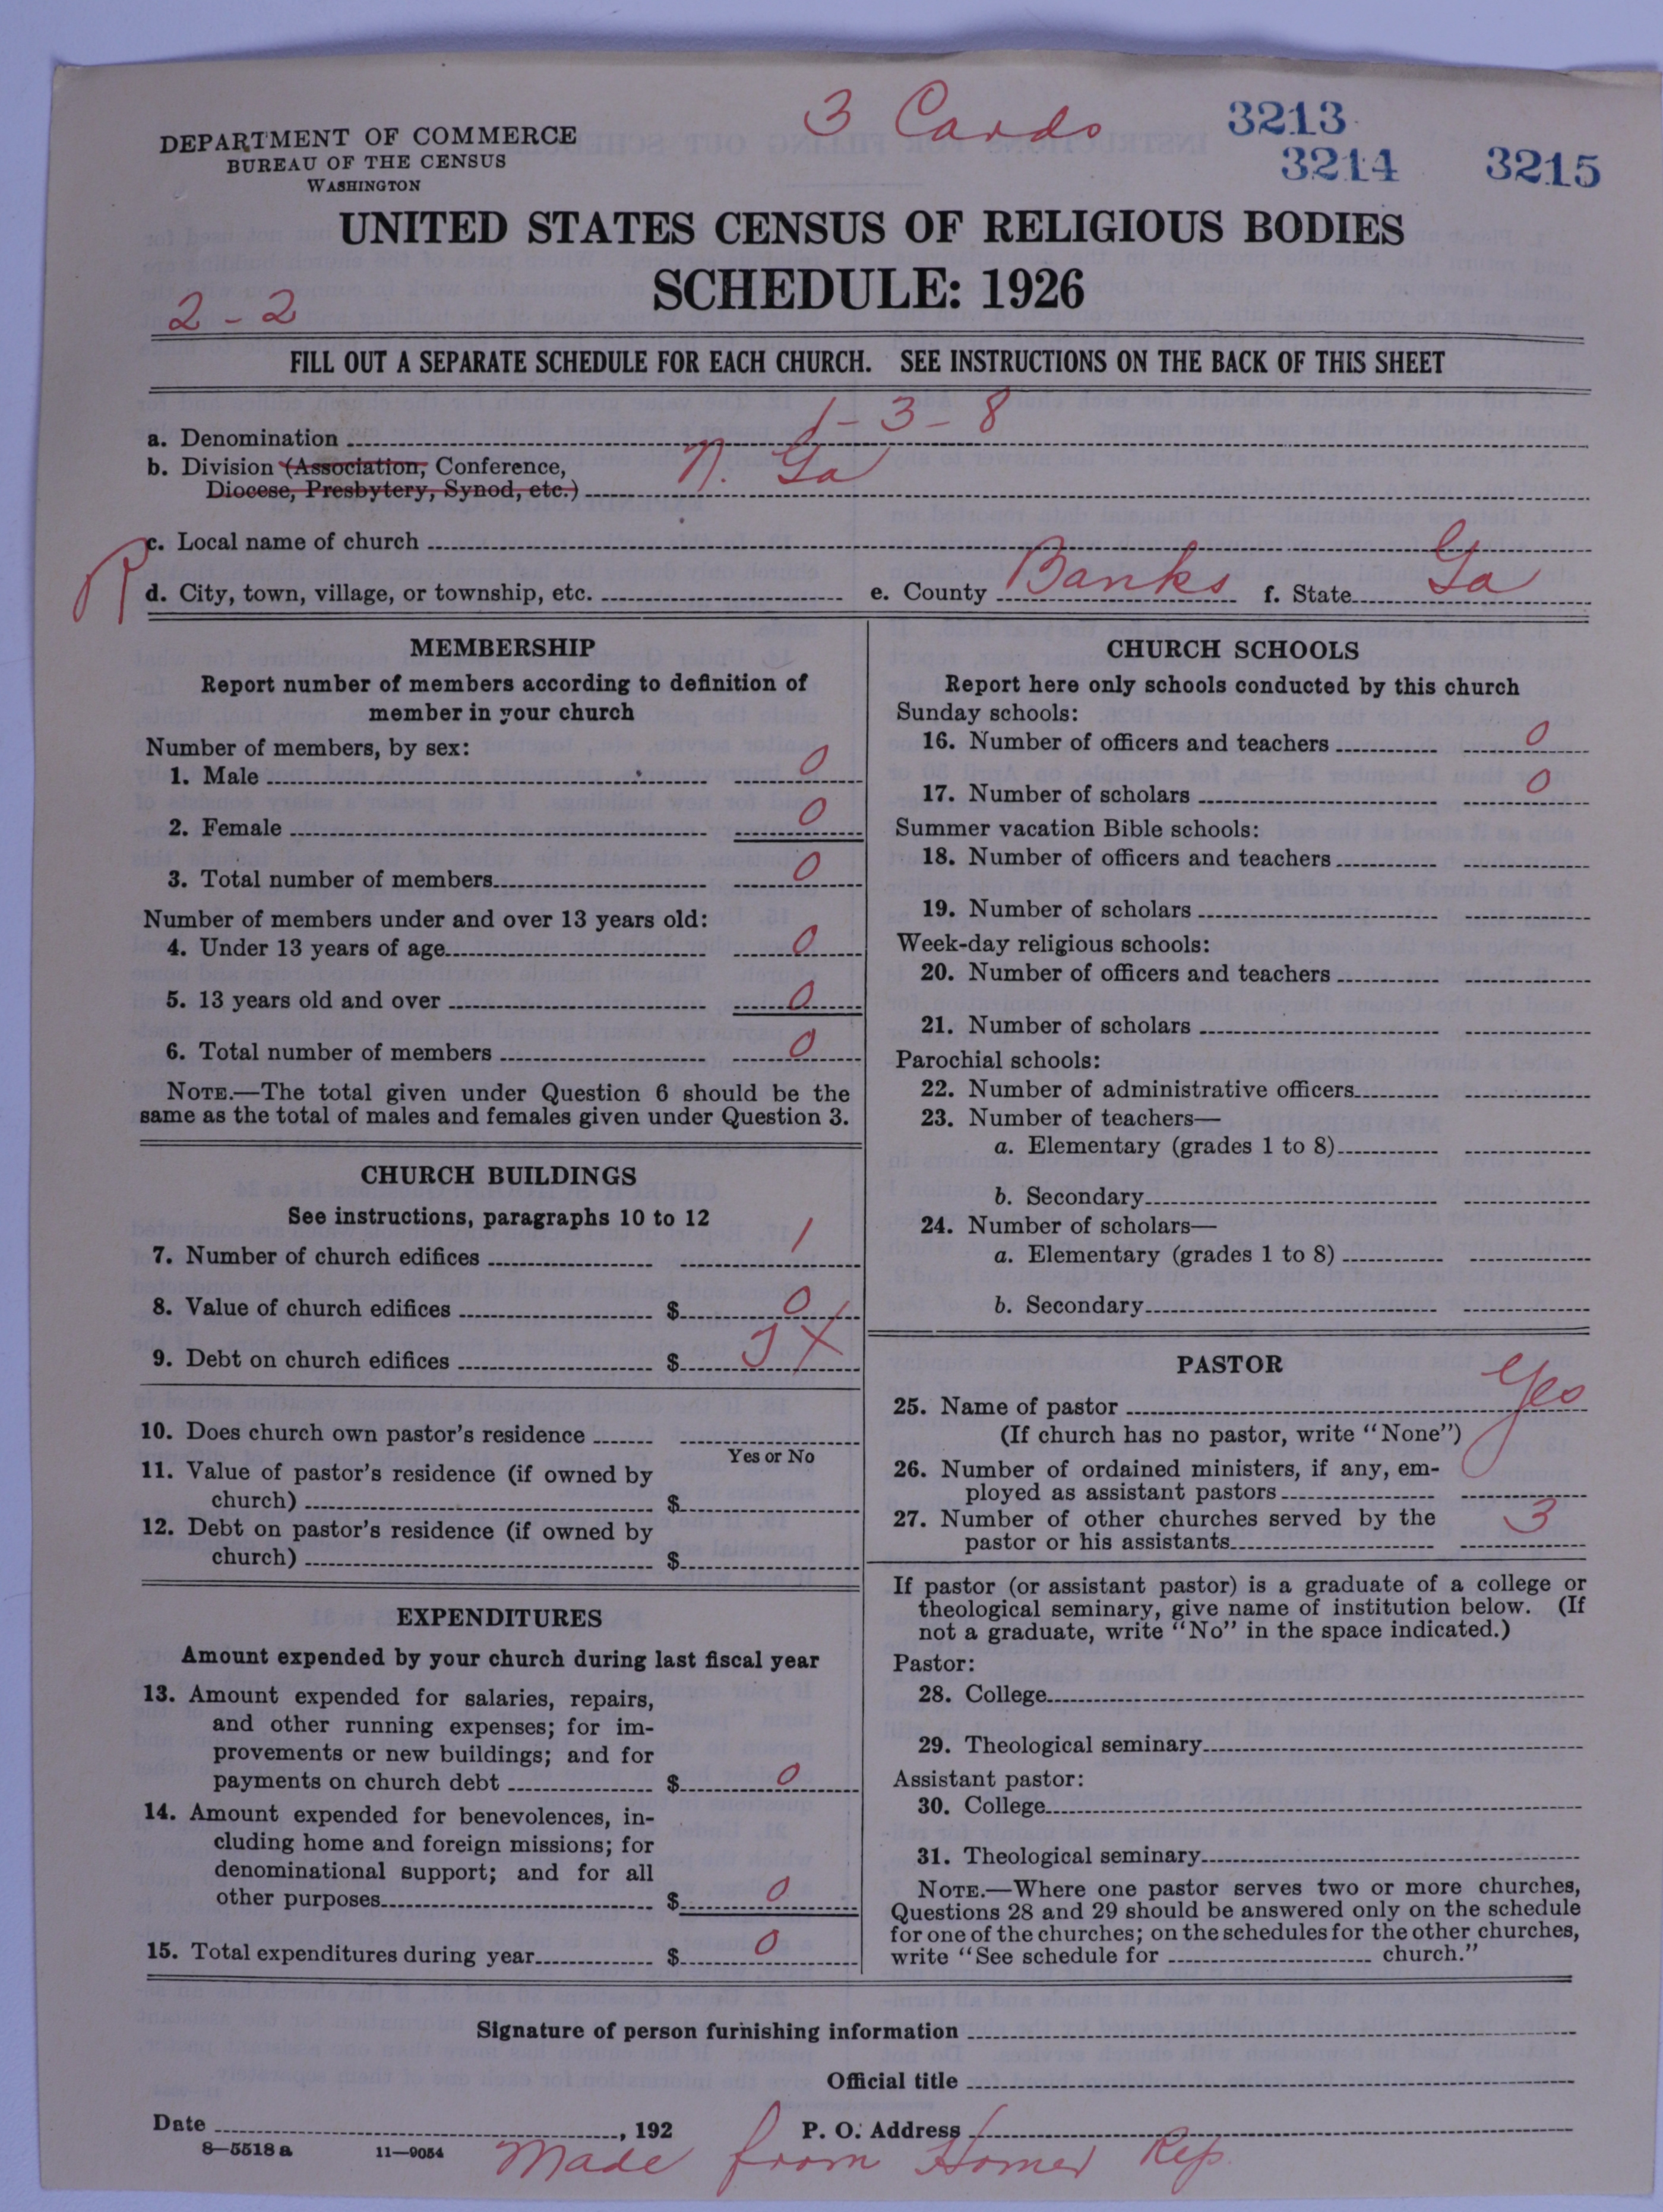 3 Cards
3213
3214 3215
DEPARTMENT OF COMMERCE
BUREAU OF THE CENSUS
WASHINGTON
UNITED STATES CENSUS OF RELIGIOUS BODIES
SCHEDULE: 1926
2-2
FILL OUT A SEPARATE SCHEDULE FOR EACH CHURCH. SEE INSTRUCTIONS ON THE BACK OF THIS SHEET
a. Denomination 1-3-8
b. Division (Association, Conference, N. Ga
Diocese, Presbytery, Synod, etc.)
c. Local name of church
R
d. City, town, village, or township, etc. e. County Banks f. State Ga
MEMBERSHIP
Report number of members according to definition of
member in your church
Number of members, by sex:
1. Male 0
2. Female 0
3. Total number of members 0
Number of members under and over 13 years old:
4. Under 13 years of age 0
5. 13 years old and over 0
6. Total number of members 0
NOTE.—The total given under Question 6 should be the
same as the total of males and females given under Question 3.
CHURCH BUILDINGS
See instructions, paragraphs 10 to 12
7. Number of church edifices 1
8. Value of church edifices $ 0
9. Debt on church edifices $ JX
10. Does church own pastor's residence
Yes or No
11. Value of pastor's residence (if owned by
church) $
12. Debt on pastor's residence (if owned by
church) $
EXPENDITURES
Amount expended by your church during last fiscal year
13. Amount expended for salaries, repairs,
and other running expenses; for im-
provements or new buildings; and for
payments on church debt $ 0
14. Amount expended for benevolences, in-
cluding home and foreign missions; for
denominational support; and for all
other purposes $ 0
15. Total expenditures during year $ 0
CHURCH SCHOOLS
Report here only schools conducted by this church
Sunday schools:
16. Number of officers and teachers 0
17. Number of scholars 0
Summer vacation Bible schools:
18. Number of officers and teachers
19. Number of scholars
Week-day religious schools:
20. Number of officers and teachers
21. Number of scholars
Parochial schools:
22. Number of administrative officers
23. Number of teachers—
a. Elementary (grades 1 to 8)
b. Secondary
24. Number of scholars—
a. Elementary (grades 1 to 8)
b. Secondary
PASTOR
25. Name of pastor Yes
(If church has no pastor, write "None")
26. Number of ordained ministers, if any, em-
ployed as assistant pastors
27. Number of other churches served by the
pastor or his assistants 3
If pastor (or assistant pastor) is a graduate of a college or
theological seminary, give name of institution below. (If
not a graduate, write "No" in the space indicated.)
Pastor:
28. College
29. Theological seminary
Assistant pastor:
30. College
31. Theological seminary
NOTE.—Where one pastor serves two or more churches,
Questions 28 and 29 should be answered only on the schedule
for one of the churches; on the schedules for the other churches,
write "See schedule for church."
Signature of person furnishing information
Official title
Date , 192 P. O. Address
8—5518 a 11—9054
Made from Homer Rep.